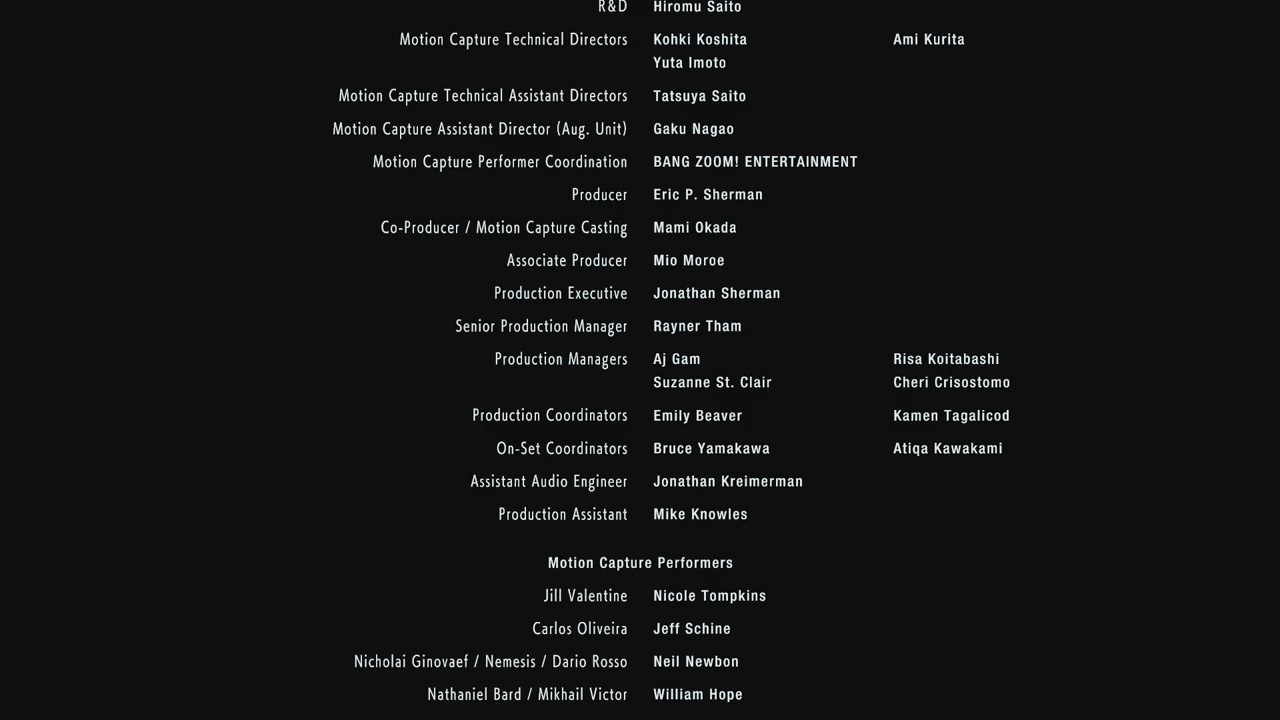 R&D Hiromu Saito
Motion Capture Technical Directors Kohki Koshita Ami Kurita
Yuta Imoto
Motion Capture Technical Assistant Directors Tatsuya Saito
Motion Capture Assistant Director (Aug. Unit) Gaku Nagao
Motion Capture Performer Coordination BANG ZOOM! ENTERTAINMENT
Producer Eric P. Sherman
Co-Producer / Motion Capture Casting Mami Okada
Associate Producer Mio Moroe
Production Executive Jonathan Sherman
Senior Production Manager Rayner Tham
Production Managers Aj Gam Risa Koitabashi
Suzanne St. Clair Cheri Crisostomo
Production Coordinators Emily Beaver Kamen Tagalicod
On-Set Coordinators Bruce Yamakawa Atiqa Kawakami
Assistant Audio Engineer Jonathan Kreimerman
Production Assistant Mike Knowles
Motion Capture Performers
Jill Valentine Nicole Tompkins
Carlos Oliveira Jeff Schine
Nicholai Ginovaef / Nemesis / Dario Rosso Neil Newbon
Nathaniel Bard / Mikhail Victor William Hope